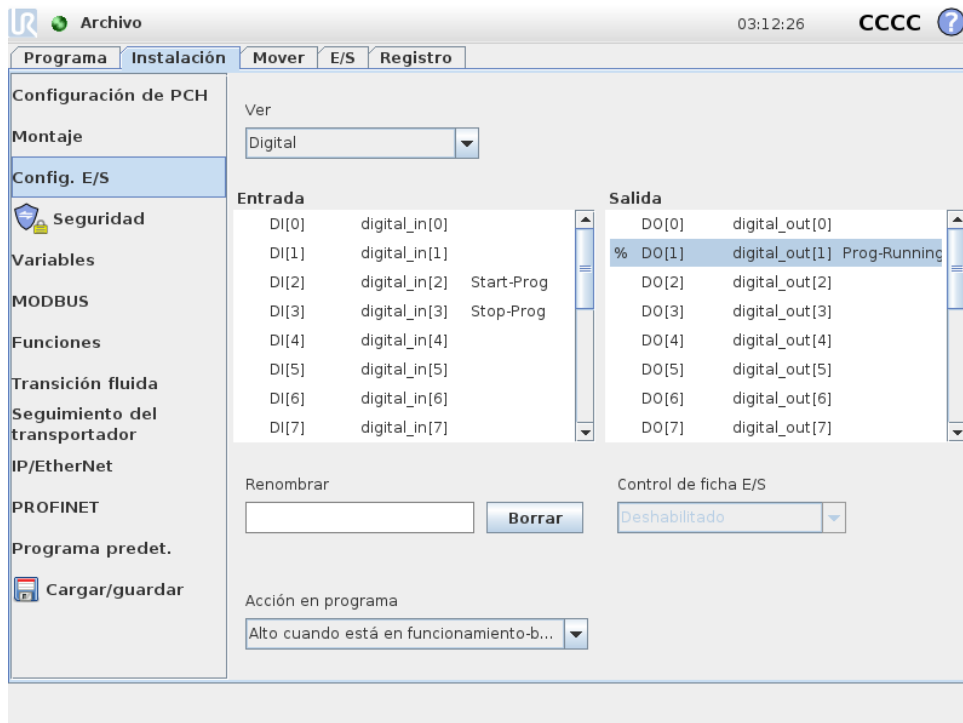 UR Archivo 03:12:26 CCCC ?
Programa Instalación Mover E/S Registro
Configuración de PCH
Montaje
Config. E/S
Seguridad
Variables
MODBUS
Funciones
Transición fluida
Seguimiento del
transportador
IP/EtherNet
PROFINET
Programa predet.
Cargar/guardar
Ver
Digital
Entrada
DI[0] digital_in[0]
DI[1] digital_in[1]
DI[2] digital_in[2] Start-Prog
DI[3] digital_in[3] Stop-Prog
DI[4] digital_in[4]
DI[5] digital_in[5]
DI[6] digital_in[6]
DI[7] digital_in[7]
Salida
DO[0] digital_out[0]
% DO[1] digital_out[1] Prog-Running
DO[2] digital_out[2]
DO[3] digital_out[3]
DO[4] digital_out[4]
DO[5] digital_out[5]
DO[6] digital_out[6]
DO[7] digital_out[7]
Renombrar
Borrar
Control de ficha E/S
Deshabilitado
Acción en programa
Alto cuando está en funcionamiento-b...